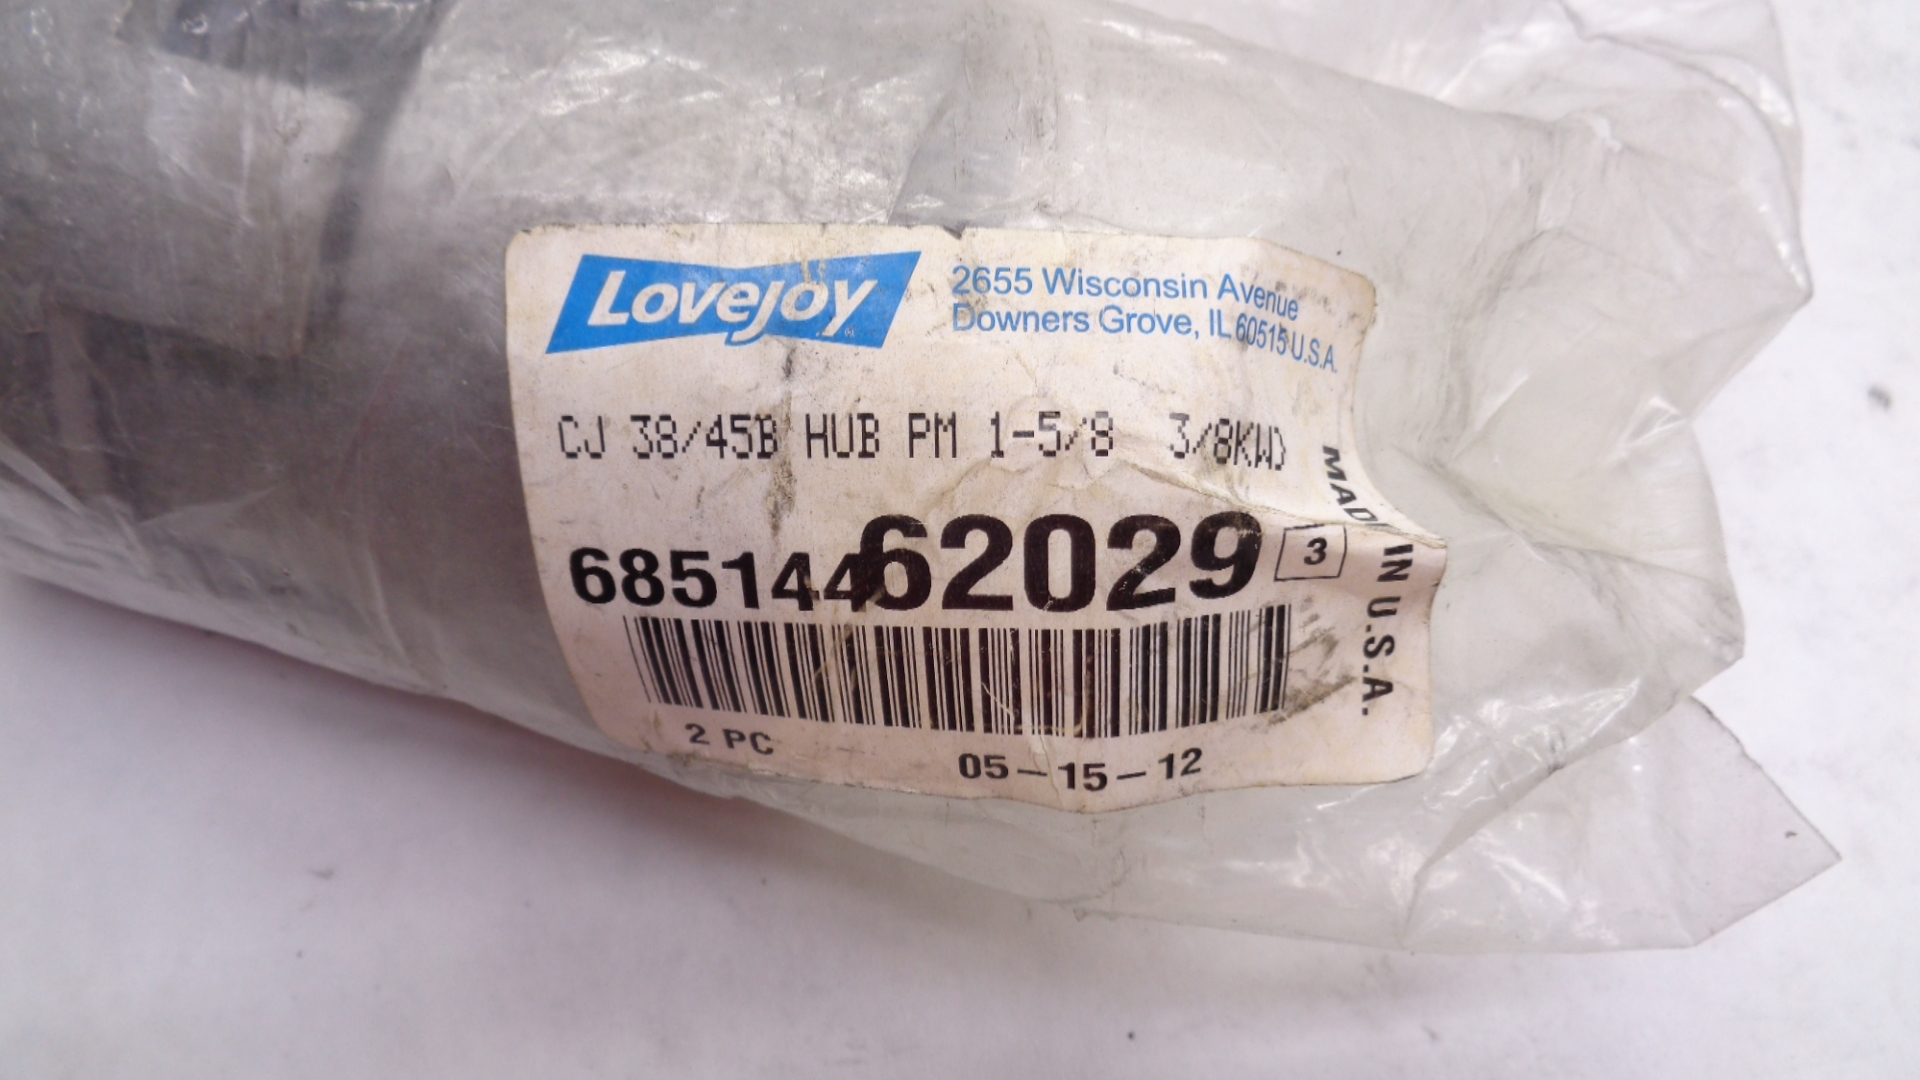 Lovejoy
2655 Wisconsin Avenue
Downers Grove, IL 60515 U.S.A.
CJ 38/45B HUB PM 1-5/8 3/8KW
68514462029 3
MADE IN U.S.A.
2 PC 05-15-12